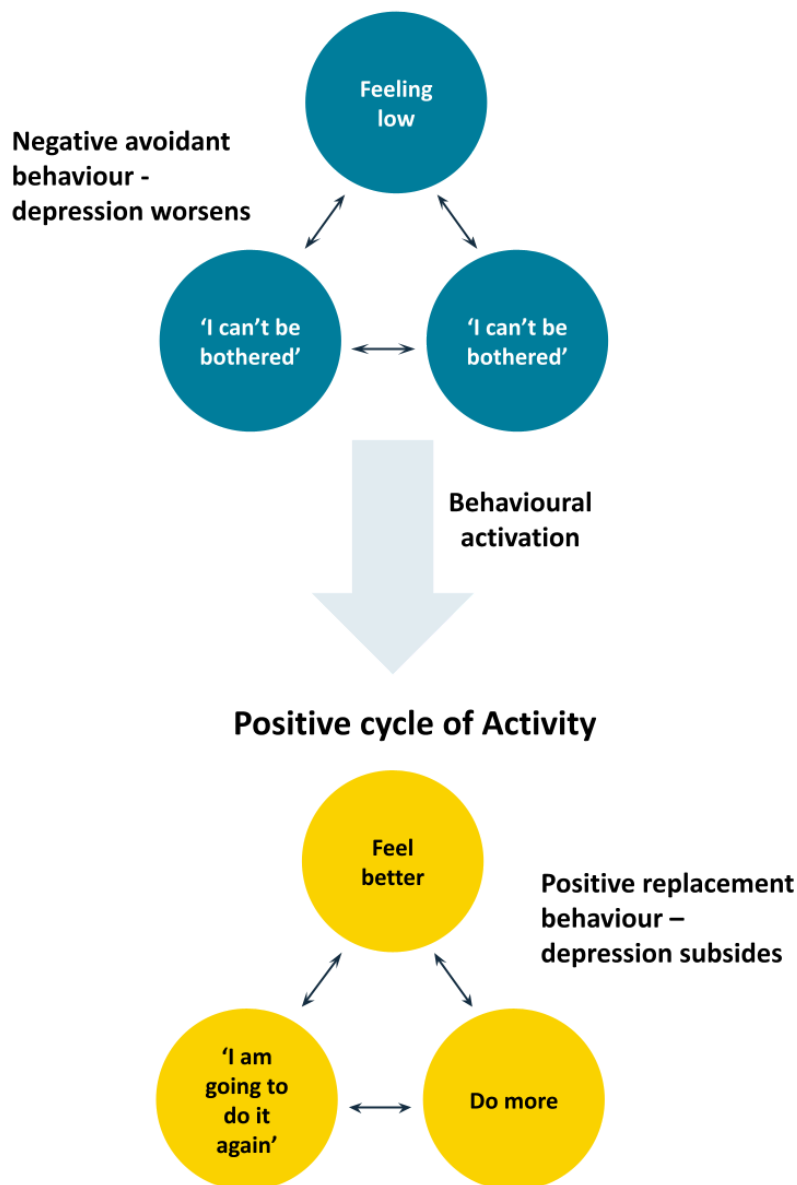 Feeling
low
Negative avoidant
behaviour -
depression worsens
‘I can’t be
bothered’
‘I can’t be
bothered’
Behavioural
activation
Positive cycle of Activity
Feel
better
Positive replacement
behaviour –
depression subsides
‘I am
going to
do it
again’
Do more